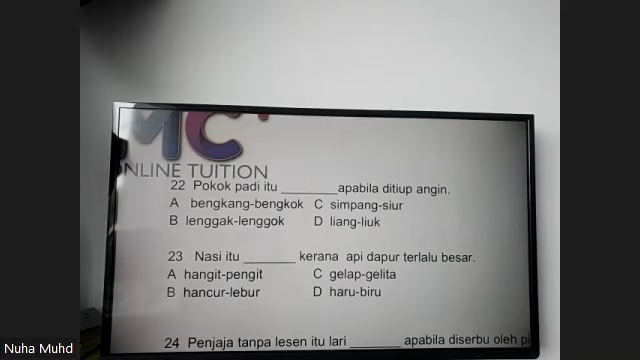 MC
ONLINE TUITION
22 Pokok padi itu ________ apabila ditiup angin.
A bengkang-bengkok C simpang-siur
B lenggak-lenggok D liang-liuk
23 Nasi itu _______ kerana api dapur terlalu besar.
A hangit-pengit C gelap-gelita
B hancur-lebur D haru-biru
24 Penjaja tanpa lesen itu lari _______ apabila diserbu oleh
Nuha Muhd